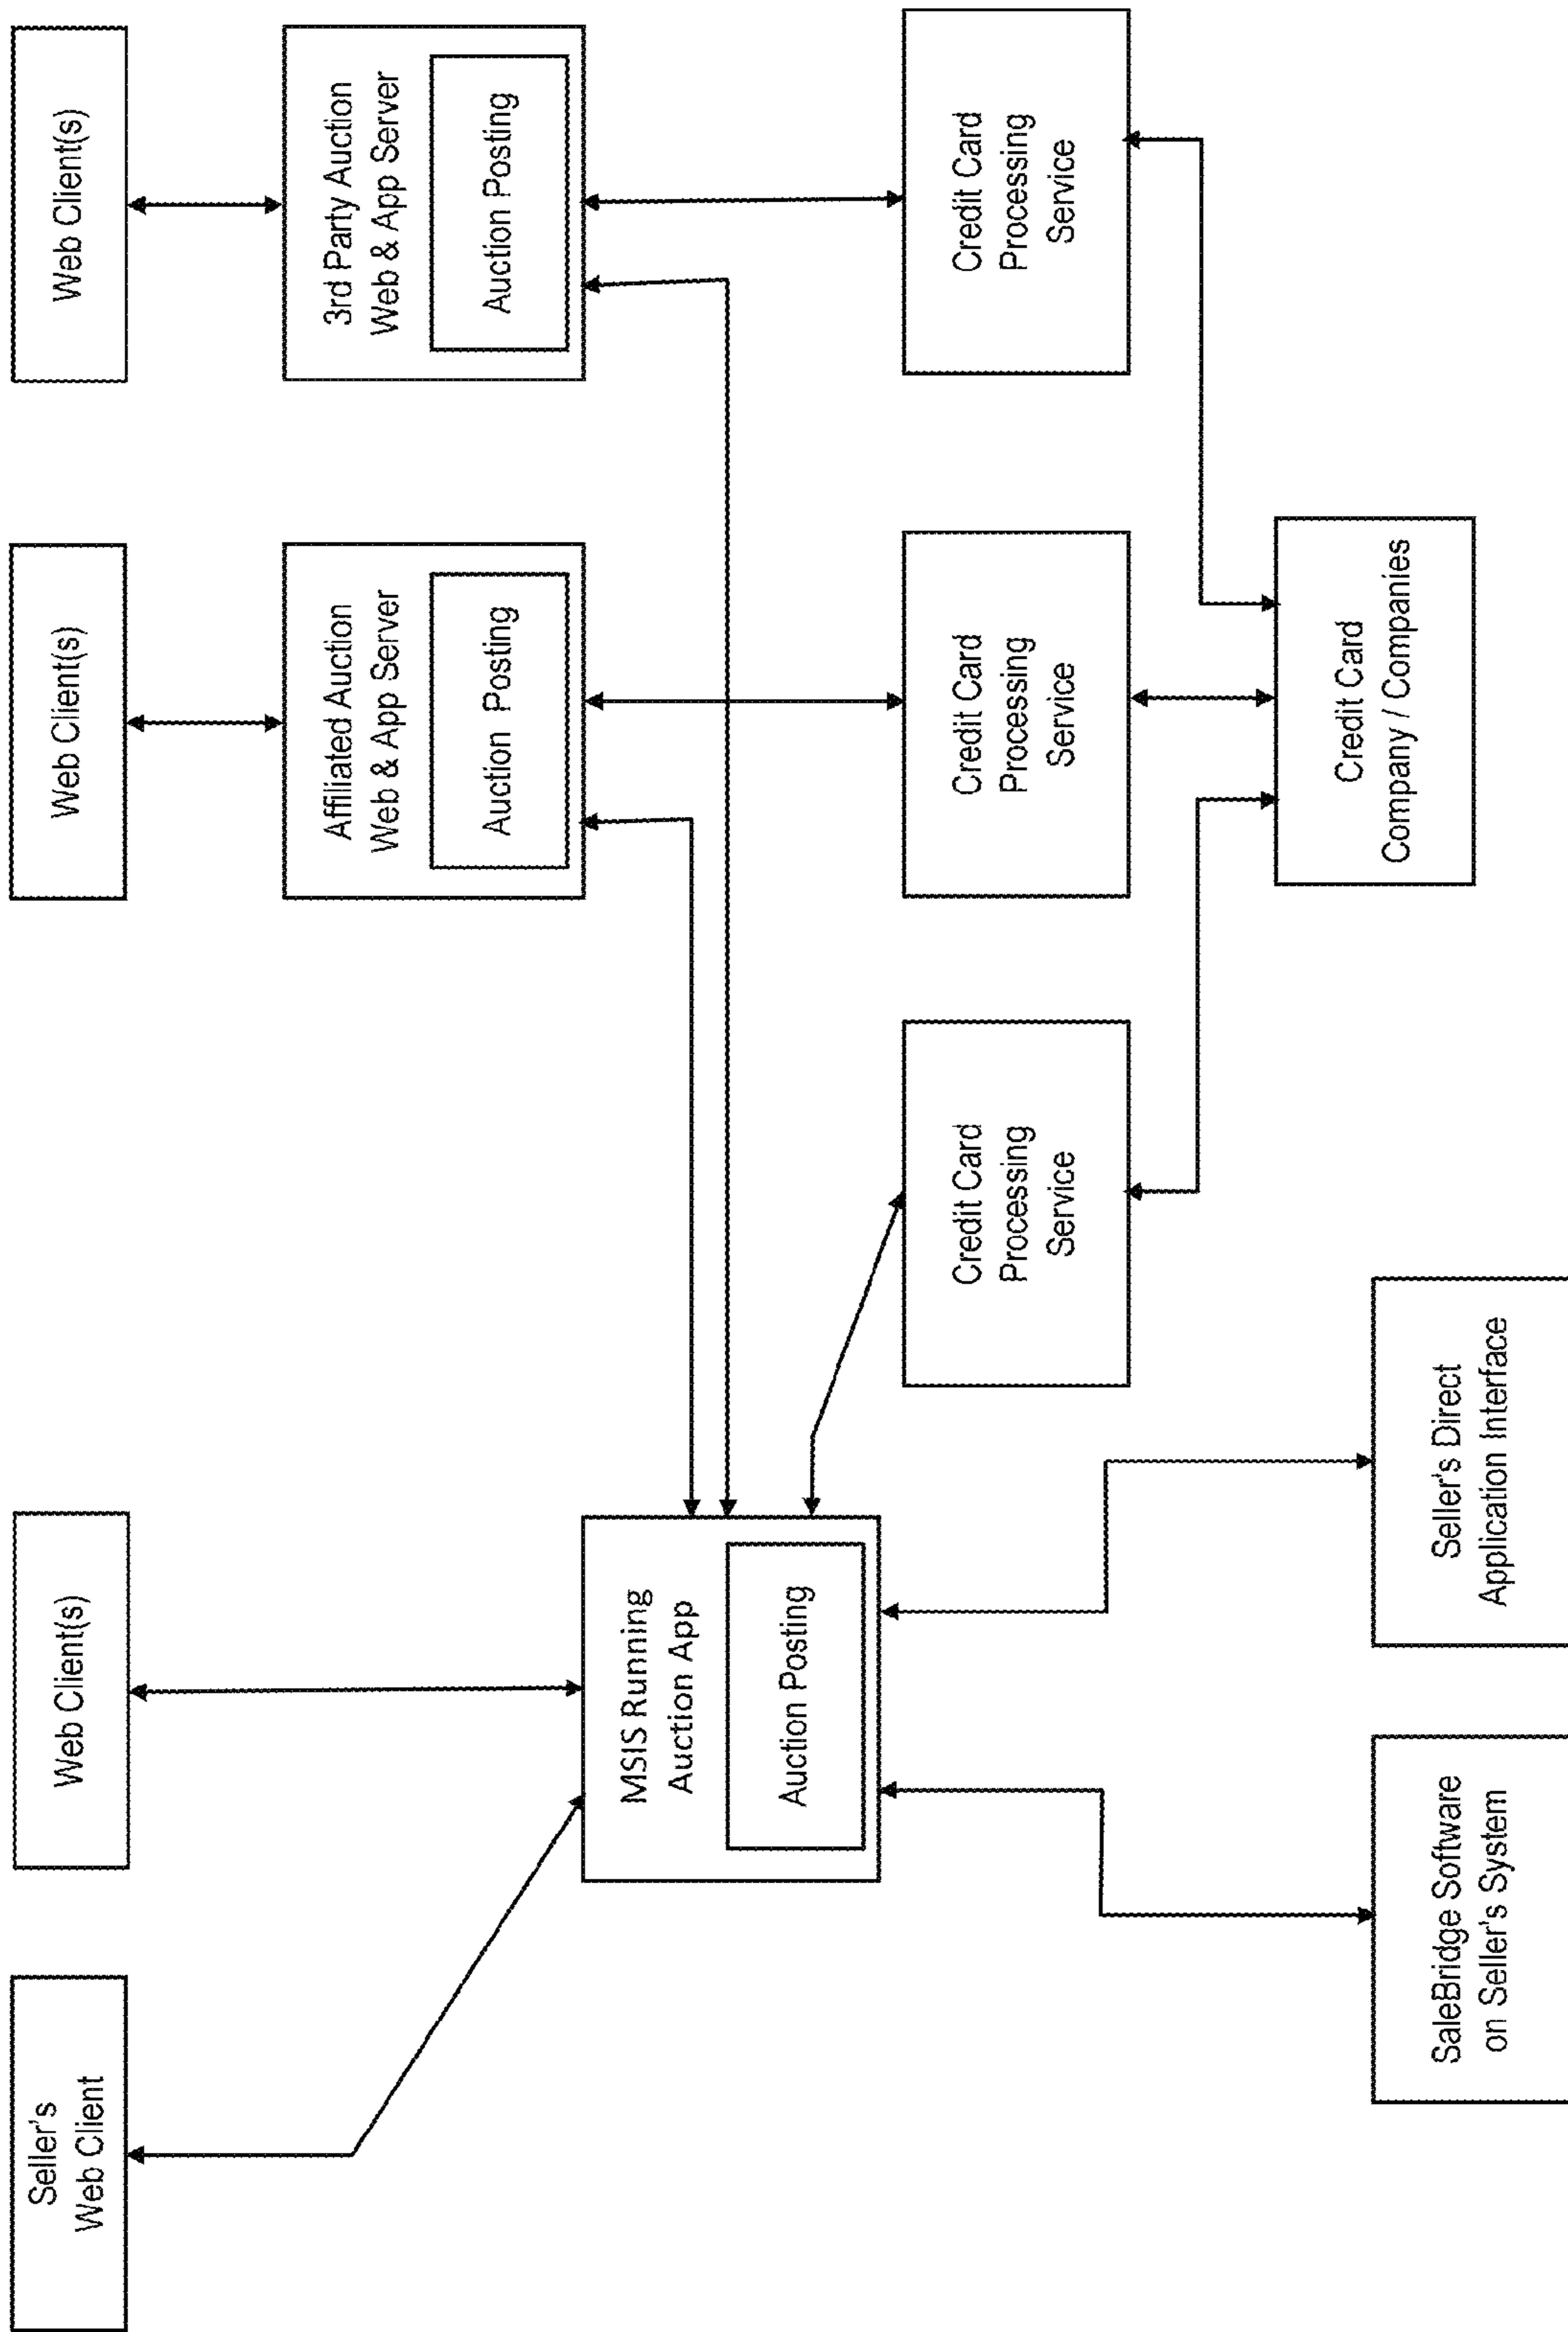 Seller's
Web Client
Web Client(s)
Web Client(s)
Web Client(s)
Affiliated Auction
Web & App Server
Auction Posting
3rd Party Auction
Web & App Server
Auction Posting
MSIS Running
Auction App
Auction Posting
Credit Card
Processing
Service
Credit Card
Processing
Service
Credit Card
Processing
Service
SaleBridge Software
on Seller's System
Seller's Direct
Application Interface
Credit Card
Company / Companies